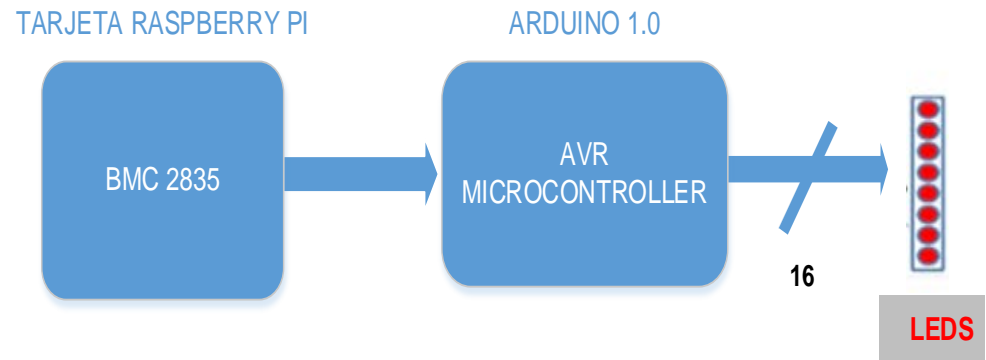 TARJETA RASPBERRY PI
ARDUINO 1.0
BMC 2835
AVR
MICROCONTROLLER
16
LEDS